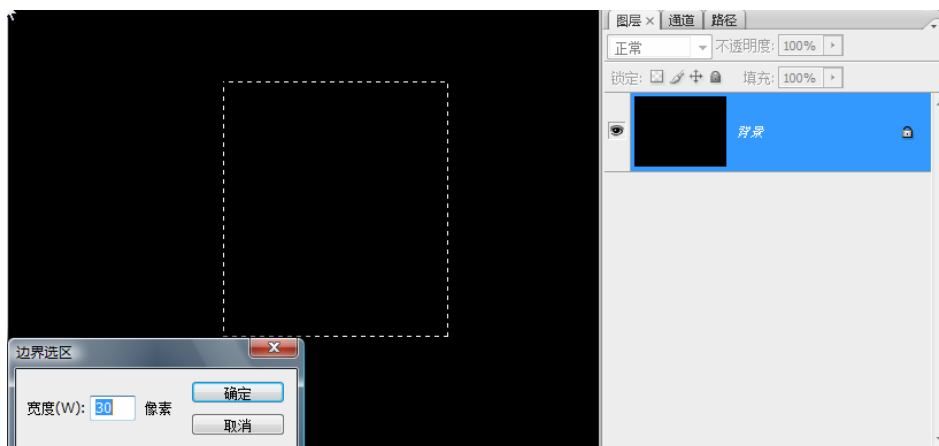 图层 × 通道 路径
正常 不透明度: 100%
锁定: 填充: 100%
背景
边界选区
确定
宽度(W): 30 像素
取消